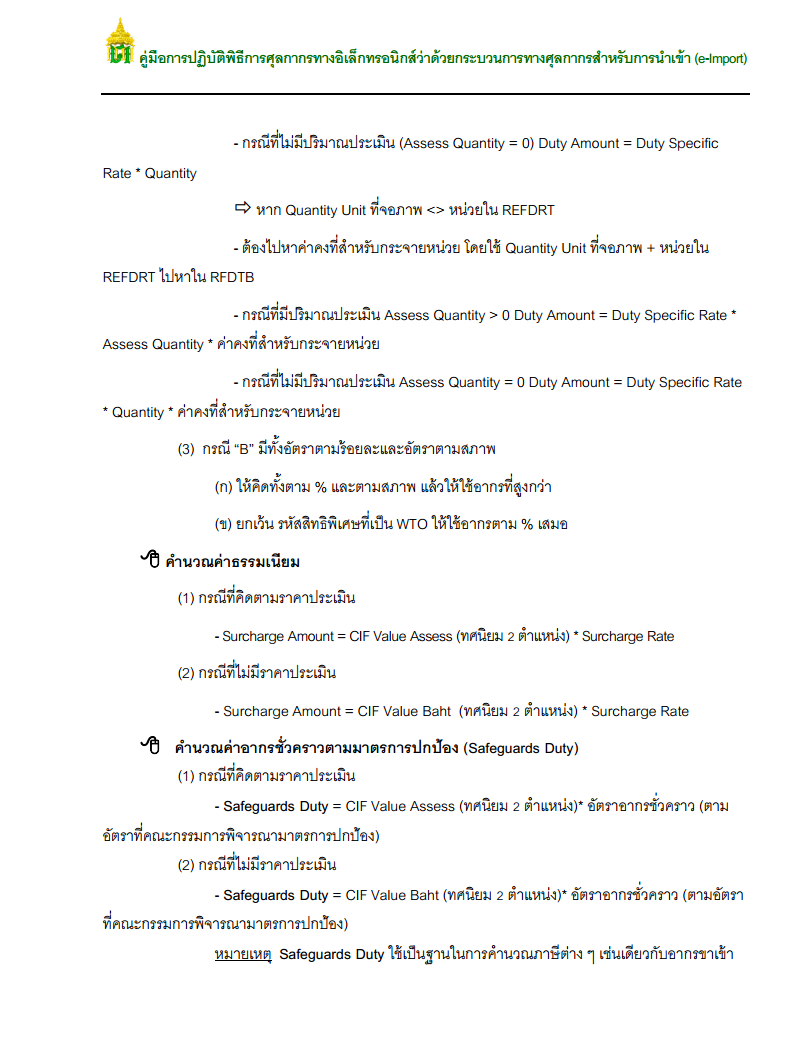 คู่มือการปฏิบัติพิธีการศุลกากรทางอิเล็กทรอนิกส์ว่าด้วยกระบวนการทางศุลกากรสำหรับการนำเข้า (e-Import)
- กรณีที่ไม่มีปริมาณประเมิน (Assess Quantity = 0) Duty Amount = Duty Specific
Rate * Quantity
⇨ หาก Quantity Unit ที่จอภาพ <> หน่วยใน REFDRT
- ต้องไปหาค่าคงที่สำหรับกระจายหน่วย โดยใช้ Quantity Unit ที่จอภาพ + หน่วยใน
REFDRT ไปหาใน RFDTB
- กรณีที่มีปริมาณประเมิน Assess Quantity > 0 Duty Amount = Duty Specific Rate *
Assess Quantity * ค่าคงที่สำหรับกระจายหน่วย
- กรณีที่ไม่มีปริมาณประเมิน Assess Quantity = 0 Duty Amount = Duty Specific Rate
* Quantity * ค่าคงที่สำหรับกระจายหน่วย
(3) กรณี “B” มีทั้งอัตราตามร้อยละและอัตราตามสภาพ
(ก) ให้คิดทั้งตาม % และตามสภาพ แล้วให้ใช้อากรที่สูงกว่า
(ข) ยกเว้น รหัสสิทธิพิเศษที่เป็น WTO ให้ใช้อากรตาม % เสมอ
คำนวณค่าธรรมเนียม
(1) กรณีที่คิดตามราคาประเมิน
- Surcharge Amount = CIF Value Assess (ทศนิยม 2 ตำแหน่ง) * Surcharge Rate
(2) กรณีที่ไม่มีราคาประเมิน
- Surcharge Amount = CIF Value Baht (ทศนิยม 2 ตำแหน่ง) * Surcharge Rate
คำนวณค่าอากรชั่วคราวตามมาตรการปกป้อง (Safeguards Duty)
(1) กรณีที่คิดตามราคาประเมิน
- Safeguards Duty = CIF Value Assess (ทศนิยม 2 ตำแหน่ง)* อัตราอากรชั่วคราว (ตาม
อัตราที่คณะกรรมการพิจารณามาตรการปกป้อง)
(2) กรณีที่ไม่มีราคาประเมิน
- Safeguards Duty = CIF Value Baht (ทศนิยม 2 ตำแหน่ง)* อัตราอากรชั่วคราว (ตามอัตรา
ที่คณะกรรมการพิจารณามาตรการปกป้อง)
หมายเหตุ Safeguards Duty ใช้เป็นฐานในการคำนวณภาษีต่าง ๆ เช่นเดียวกับอากรขาเข้า